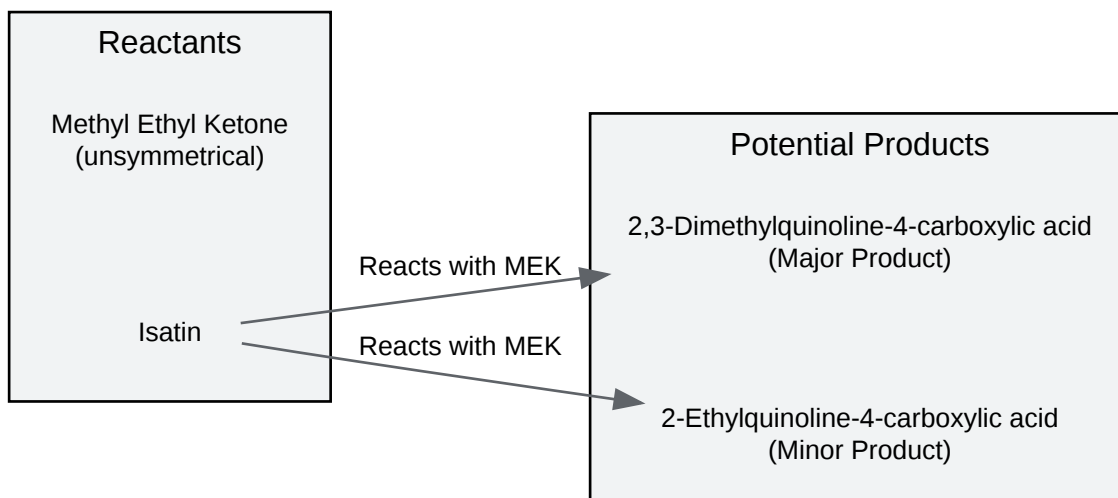 Reactants
Methyl Ethyl Ketone
(unsymmetrical)
Isatin
Reacts with MEK
Reacts with MEK
Potential Products
2,3-Dimethylquinoline-4-carboxylic acid
(Major Product)
2-Ethylquinoline-4-carboxylic acid
(Minor Product)